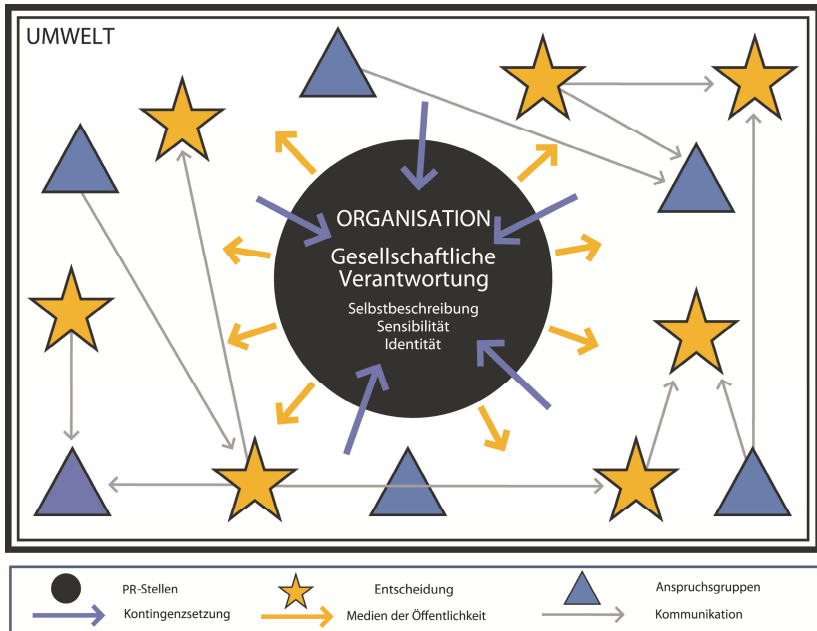 UMWELT
ORGANISATION
Gesellschaftliche
Verantwortung
Selbstbeschreibung
Sensibilität
Identität
PR-Stellen
Entscheidung
Anspruchsgruppen
Kontingenzsetzung
Medien der Öffentlichkeit
Kommunikation